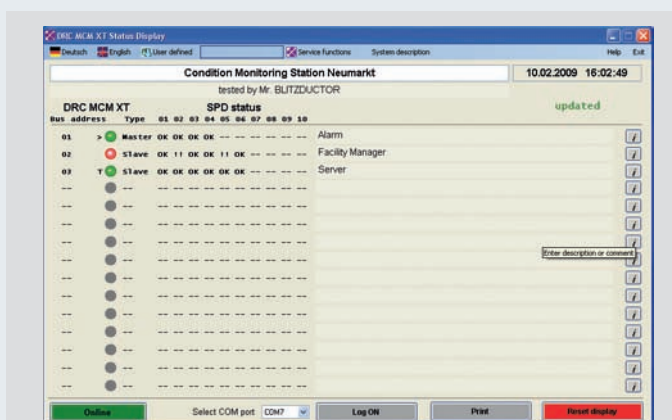 DRC MCM XT Status Display
Deutsch English User defined Service functions System description Help Exit
Condition Monitoring Station Neumarkt 10.02.2009 16:02:49
tested by Mr. BLITZDUCTOR
DRC MCM XT SPD status updated
Bus address Type 01 02 03 04 05 06 07 08 09 10
01 > Master OK OK OK OK -- -- -- -- -- -- Alarm i
02 Slave OK !! OK OK !! OK -- -- -- -- Facility Manager i
03 T Slave OK OK OK OK OK OK -- -- -- -- Server i
-- -- -- -- -- -- -- -- -- -- -- -- i
-- -- -- -- -- -- -- -- -- -- -- -- i
-- -- -- -- -- -- -- -- -- -- -- -- i
-- -- -- -- -- -- -- -- -- -- -- -- i
Enter description or comment
-- -- -- -- -- -- -- -- -- -- -- -- i
-- -- -- -- -- -- -- -- -- -- -- -- i
-- -- -- -- -- -- -- -- -- -- -- -- i
-- -- -- -- -- -- -- -- -- -- -- -- i
-- -- -- -- -- -- -- -- -- -- -- -- i
-- -- -- -- -- -- -- -- -- -- -- -- i
-- -- -- -- -- -- -- -- -- -- -- -- i
-- -- -- -- -- -- -- -- -- -- -- -- i
Online Select COM port COM7 Log ON Print Reset display